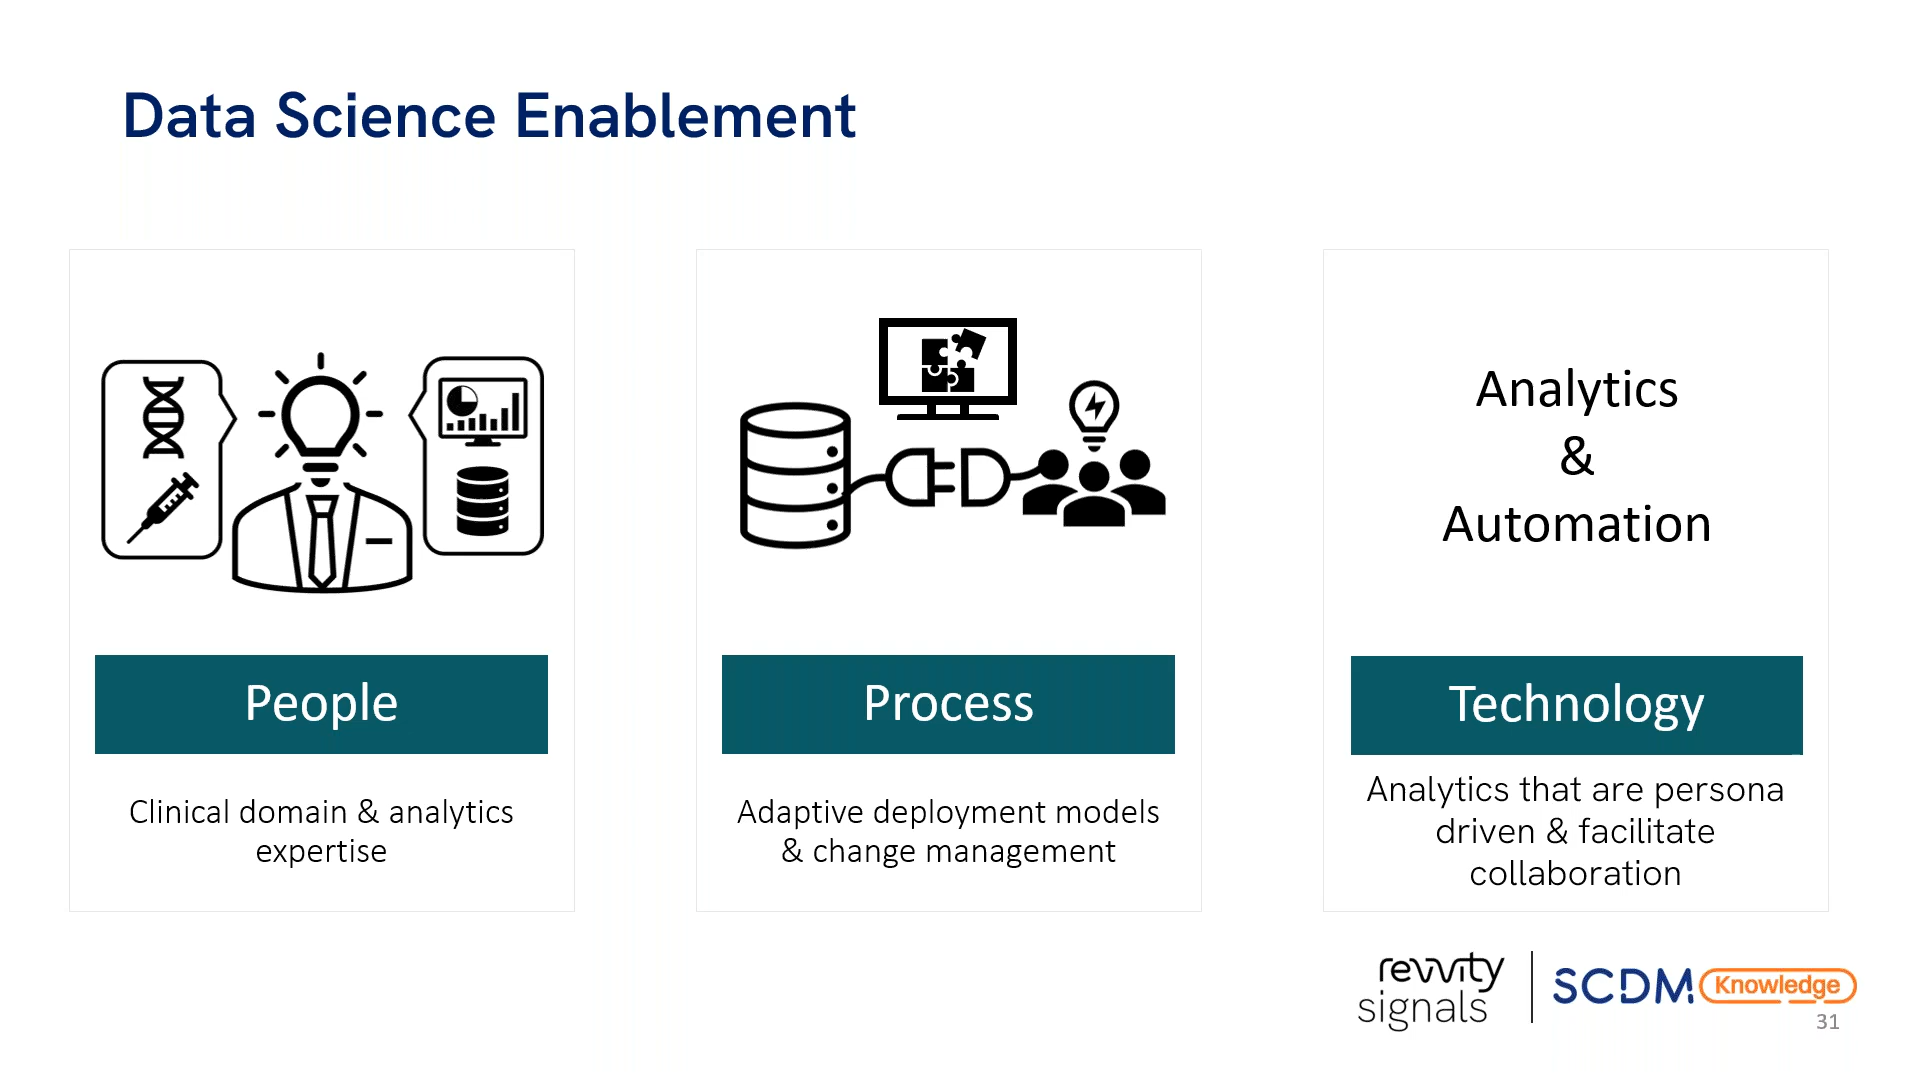 Data Science Enablement
People
Clinical domain & analytics
expertise
Process
Adaptive deployment models
& change management
Analytics
&
Automation
Technology
Analytics that are persona
driven & facilitate
collaboration
revvity
signals
SCDM Knowledge
31